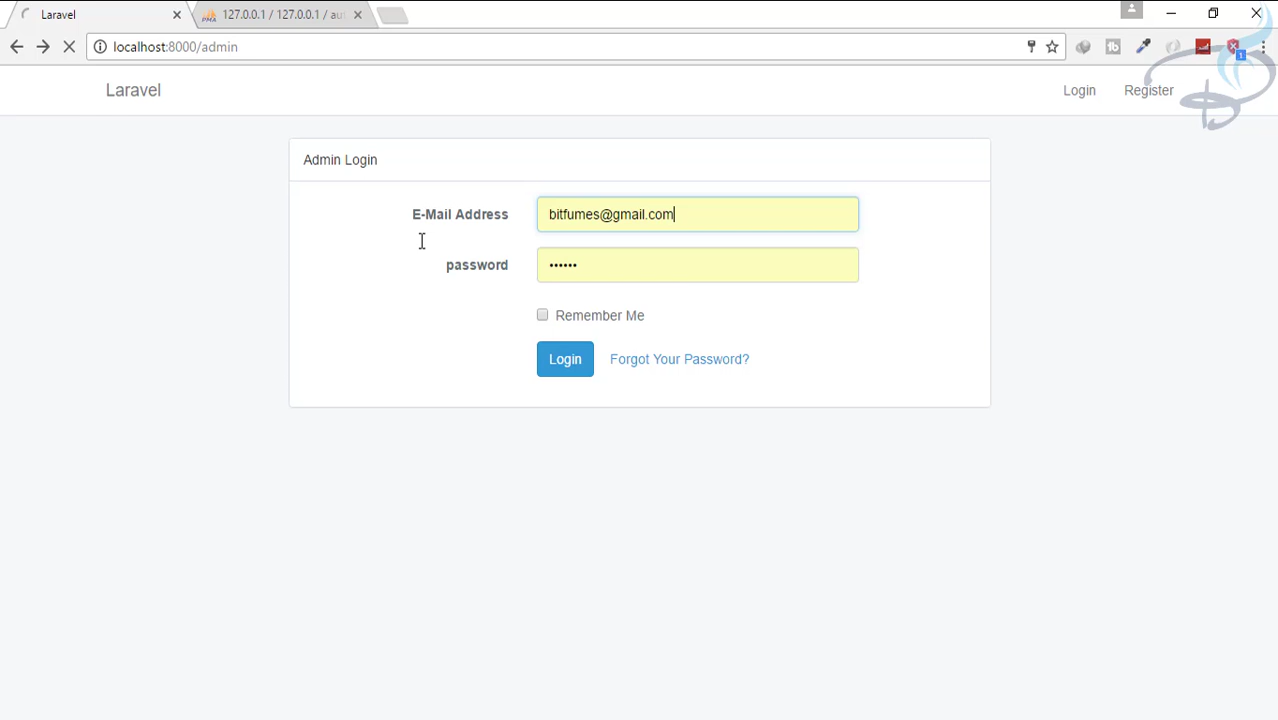 Laravel
127.0.0.1 / 127.0.0.1 / au
localhost:8000/admin
Laravel
Login
Register
Admin Login
E-Mail Address
bitfumes@gmail.com
password
••••••
Remember Me
Login
Forgot Your Password?